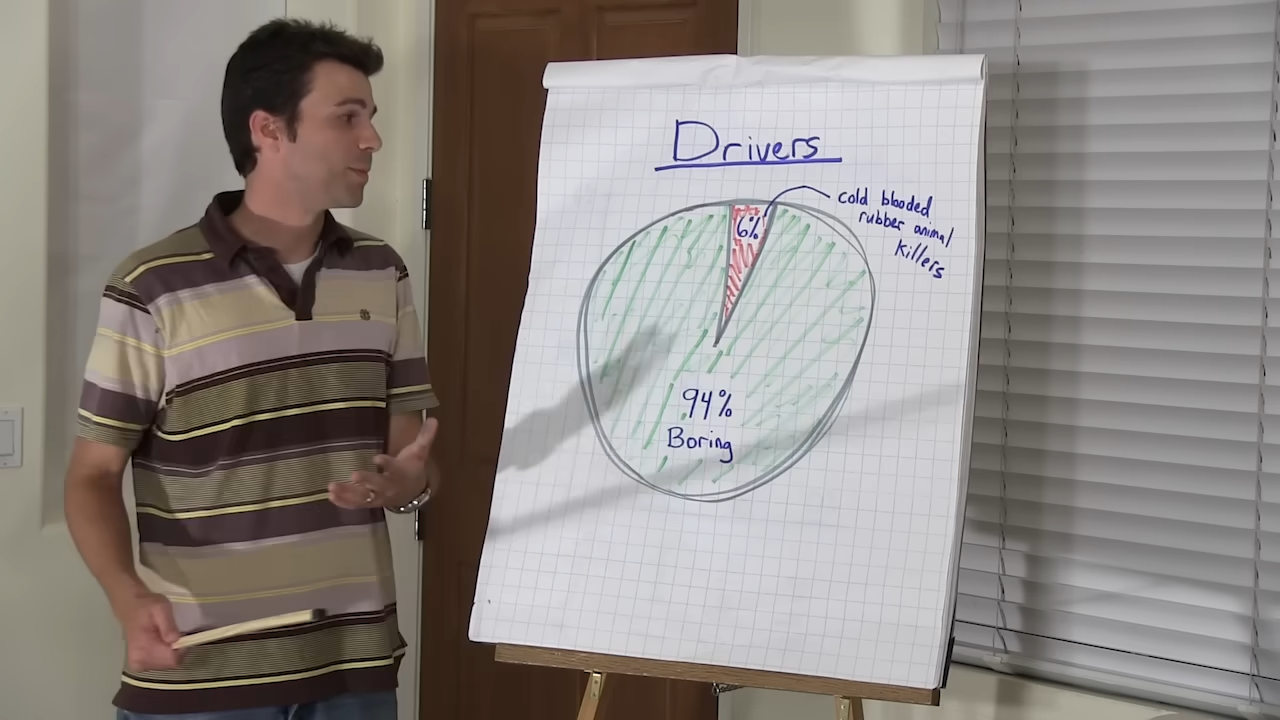 Drivers
6%
cold blooded
rubber animal
killers
94%
Boring